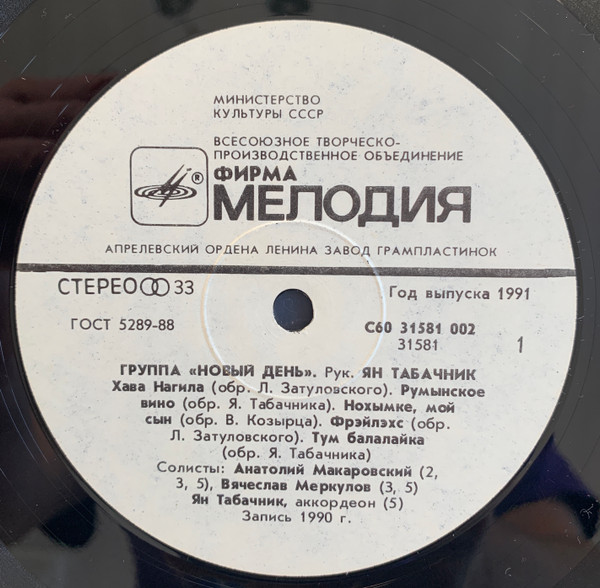 МИНИСТЕРСТВО
КУЛЬТУРЫ СССР
ВСЕСОЮЗНОЕ ТВОРЧЕСКО-
ПРОИЗВОДСТВЕННОЕ ОБЪЕДИНЕНИЕ
®
ФИРМА
МЕЛОДИЯ
АПРЕЛЕВСКИЙ ОРДЕНА ЛЕНИНА ЗАВОД ГРАМПЛАСТИНОК
СТЕРЕО 33
Год выпуска 1991
ГОСТ 5289-88
С60 31581 002
31581
1
ГРУППА «НОВЫЙ ДЕНЬ». Рук. ЯН ТАБАЧНИК
Хава Нагила (обр. Л. Затуловского). Румынское
вино (обр. Я. Табачника). Нохымке, мой
сын (обр. В. Козырца). Фрэйлэхс (обр.
Л. Затуловского). Тум балалайка
(обр. Я. Табачника)
Солисты: Анатолий Макаровский (2,
3, 5), Вячеслав Меркулов (3, 5)
Ян Табачник, аккордеон (5)
Запись 1990 г.